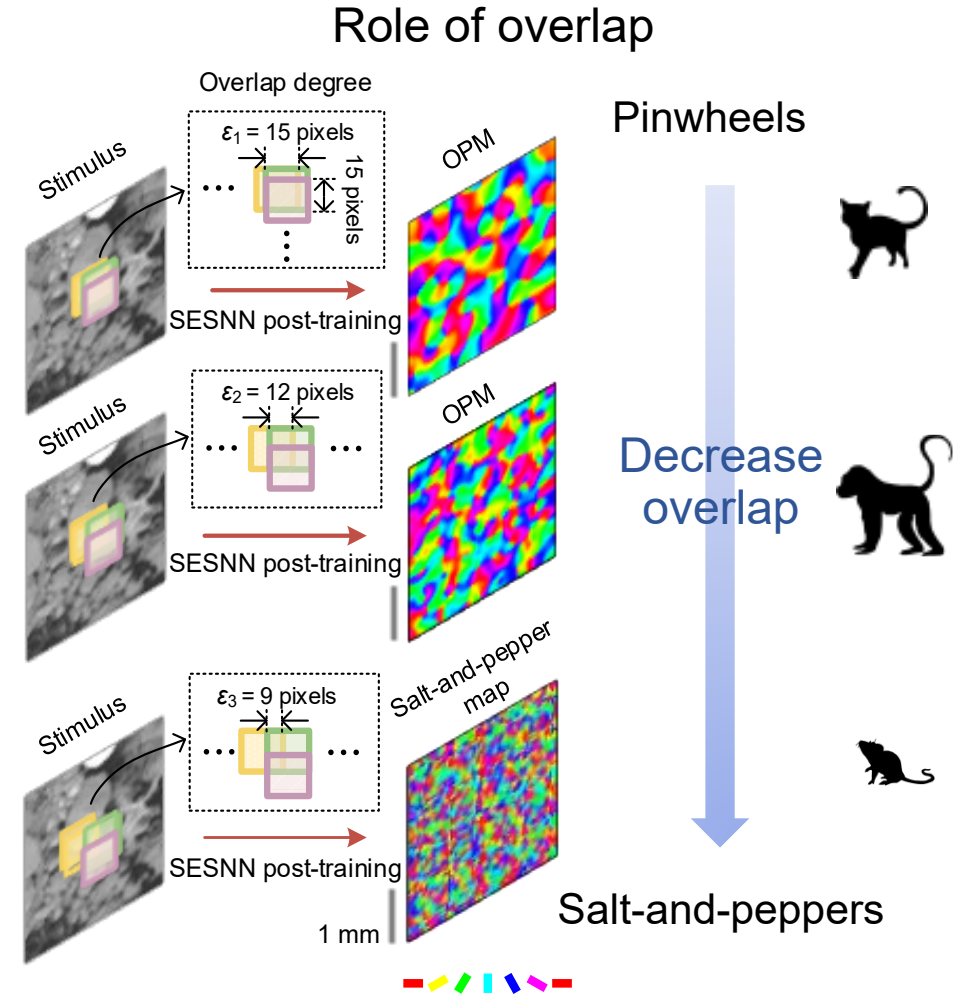 Role of overlap
Overlap degree
Pinwheels
Stimulus
ε1 = 15 pixels
15 pixels
OPM
SESNN post-training
Stimulus
ε2 = 12 pixels
OPM
SESNN post-training
Decrease
overlap
Stimulus
ε3 = 9 pixels
Salt-and-pepper
map
SESNN post-training
1 mm
Salt-and-peppers